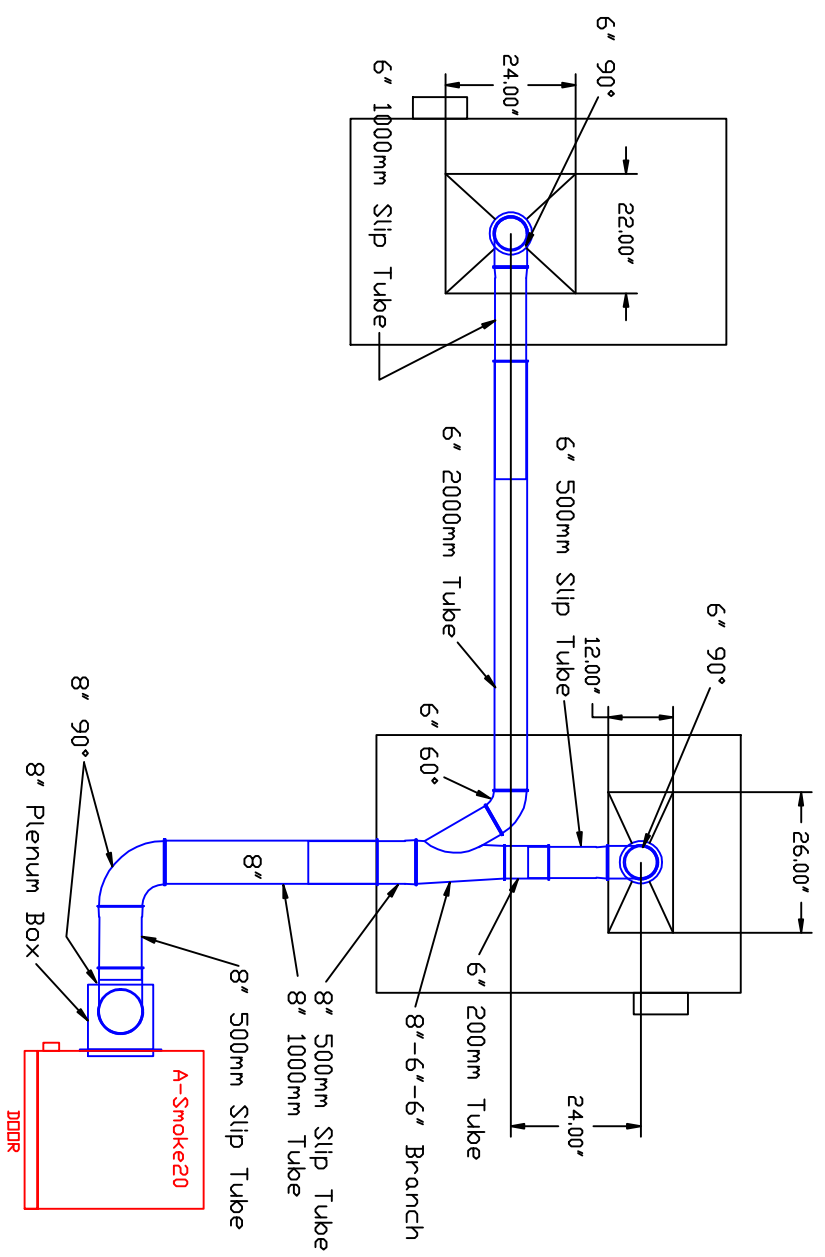 6" 90°
24.00"
6" 1000mm Slip Tube
22.00"
6" 2000mm Tube
6" 500mm Slip Tube
12.00"
6" 90°
6" 60°
26.00"
8" 90°
8" Plenum Box
8"
8" 500mm Slip Tube
8" 1000mm Tube
8" 500mm Slip Tube
8"-6"-6" Branch
6" 200mm Tube
24.00"
A-Smoke20
DOOR